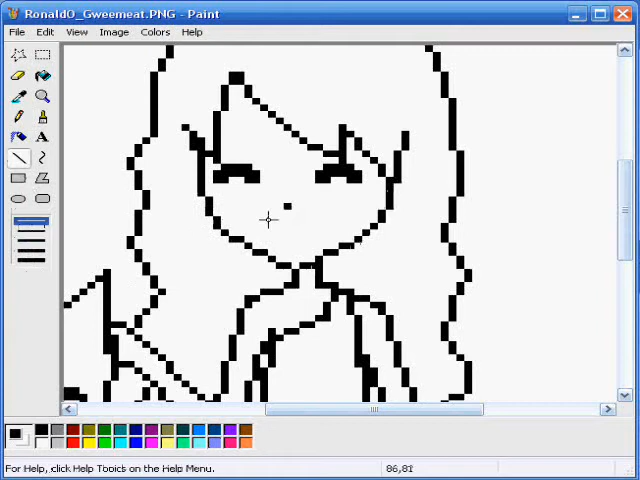 RonaldO_Gweemeat.PNG - Paint
File Edit View Image Colors Help
A
For Help, click Help Topics on the Help Menu.
86,81